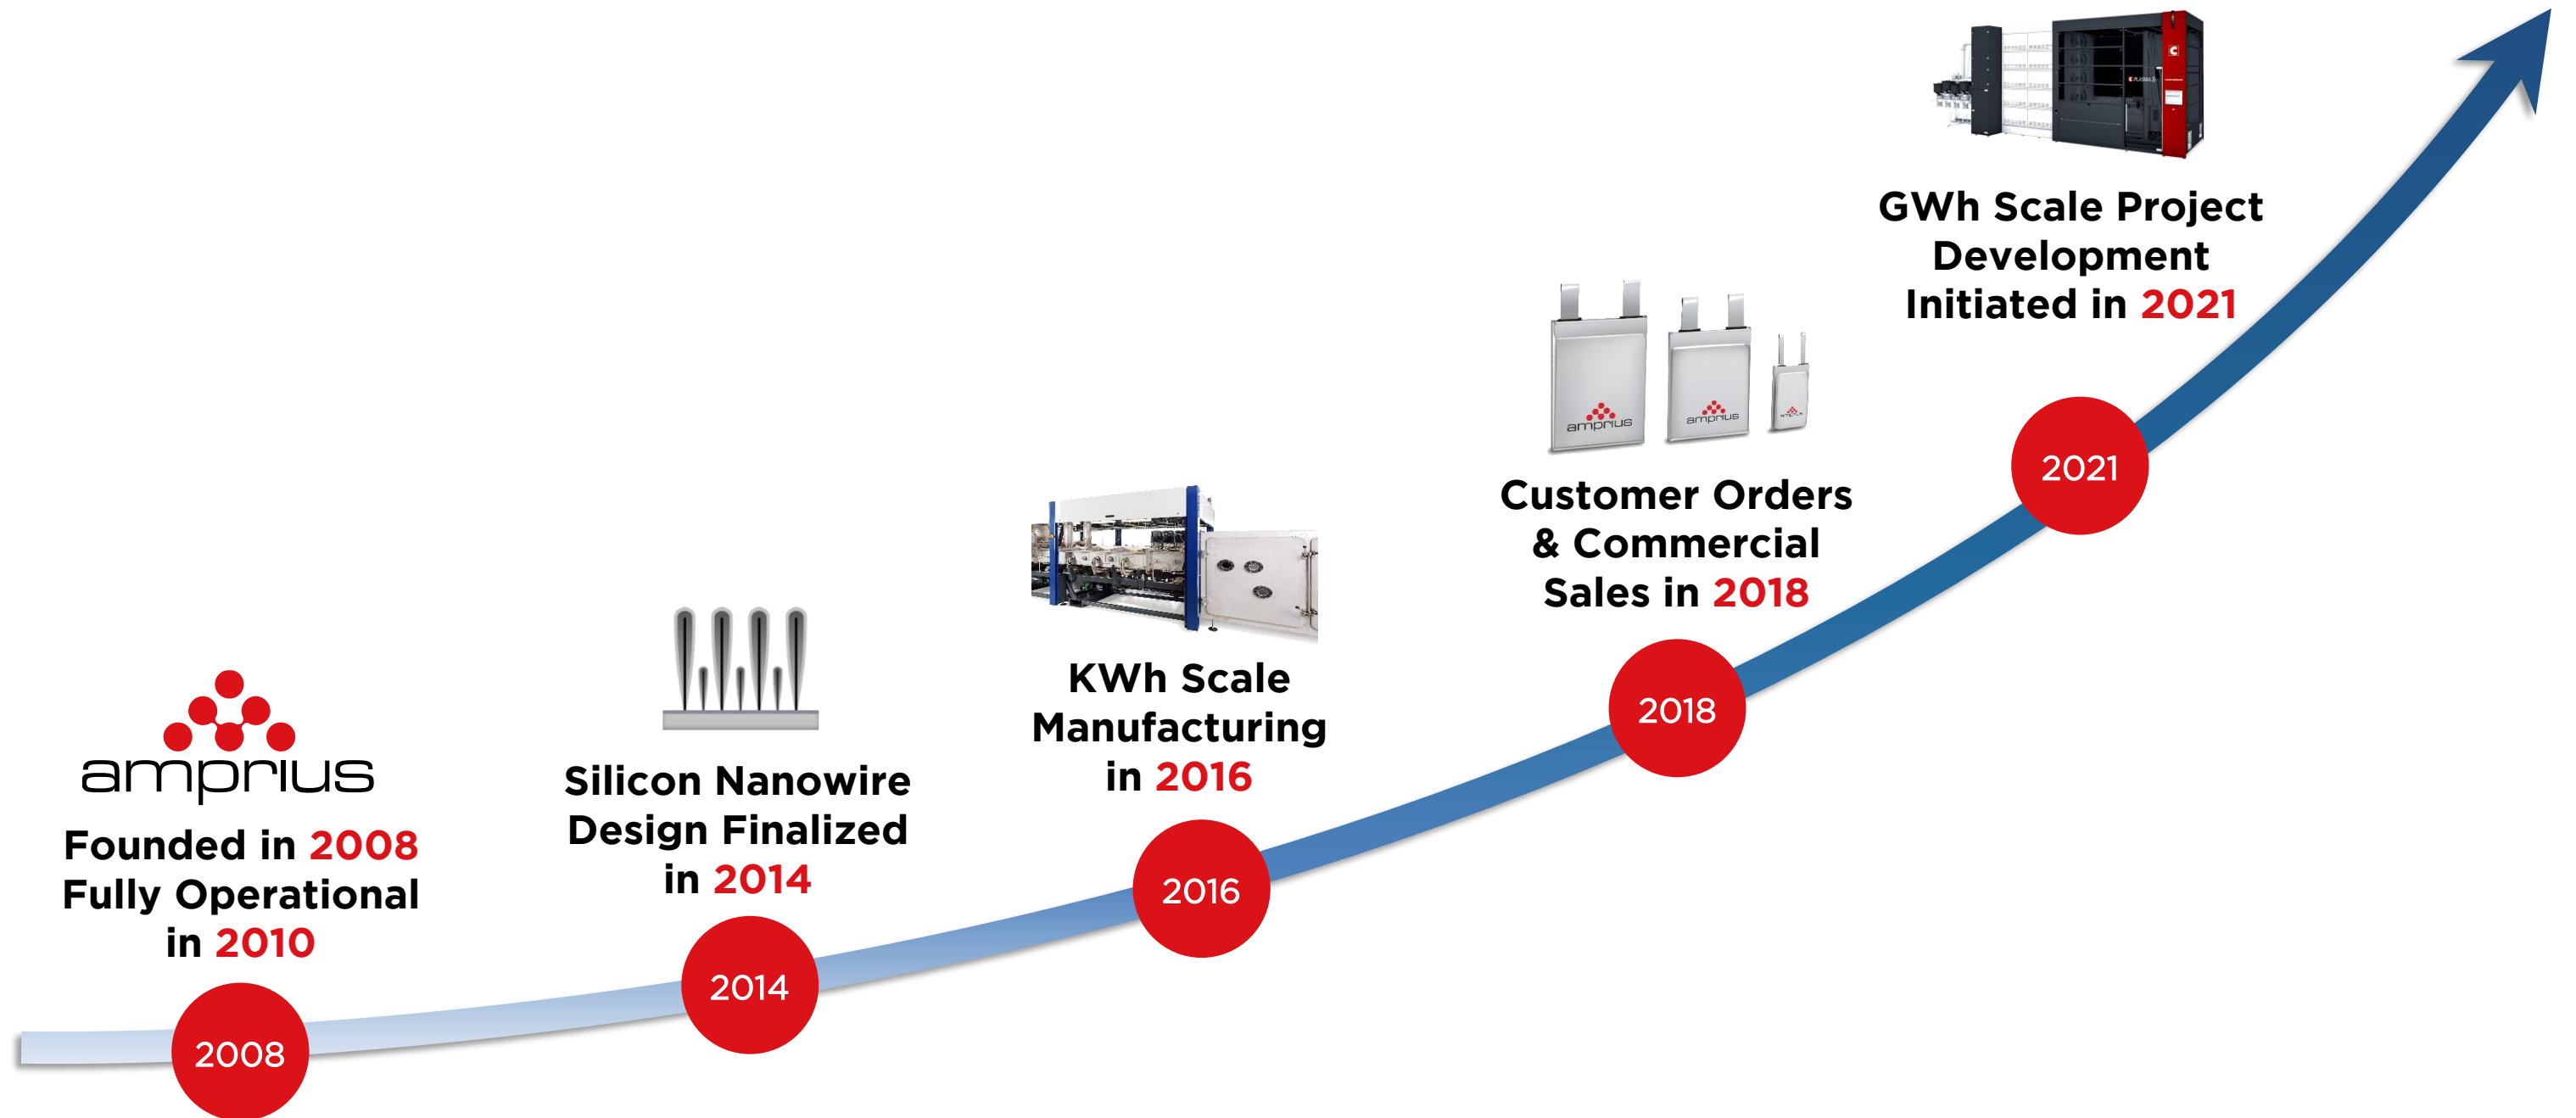 amprius
Founded in 2008
Fully Operational
in 2010
2008
Silicon Nanowire
Design Finalized
in 2014
2014
KWh Scale
Manufacturing
in 2016
2016
amprius
amprius
Customer Orders
& Commercial
Sales in 2018
2018
GWh Scale Project
Development
Initiated in 2021
2021